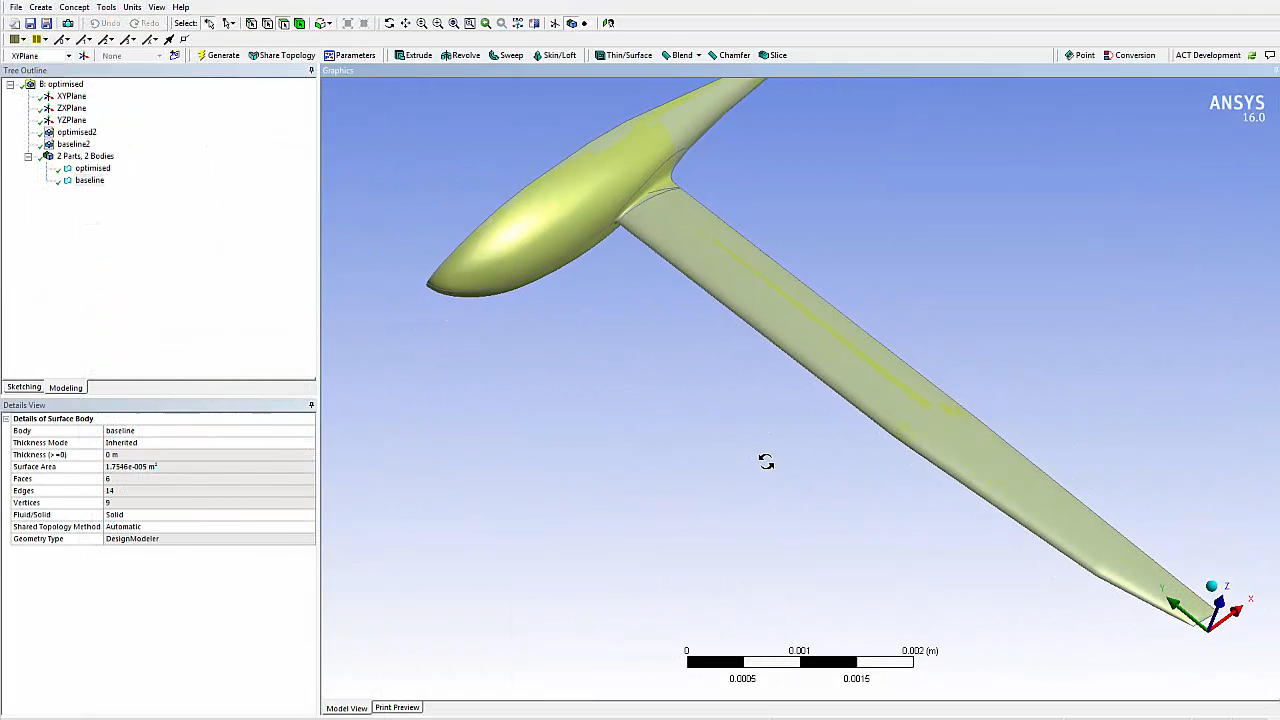 File Create Concept Tools Units View Help
Undo Redo Select:
XYPlane None Generate Share Topology Parameters Extrude Revolve Sweep Skin/Loft Thin/Surface Blend Chamfer Slice Point Conversion ACT Development
Tree Outline
Graphics
B: optimised
XYPlane
ZXPlane
YZPlane
optimised2
baseline2
2 Parts, 2 Bodies
optimised
baseline
ANSYS
16.0
Sketching Modeling
Details View
Details of Surface Body
Body baseline
Thickness Mode Inherited
Thickness (>=0) 0 m
Surface Area 1.7546e-005 m²
Faces 6
Edges 14
Vertices 9
Fluid/Solid Solid
Shared Topology Method Automatic
Geometry Type DesignModeler
Y Z X
0 0.001 0.002 (m)
0.0005 0.0015
Model View Print Preview